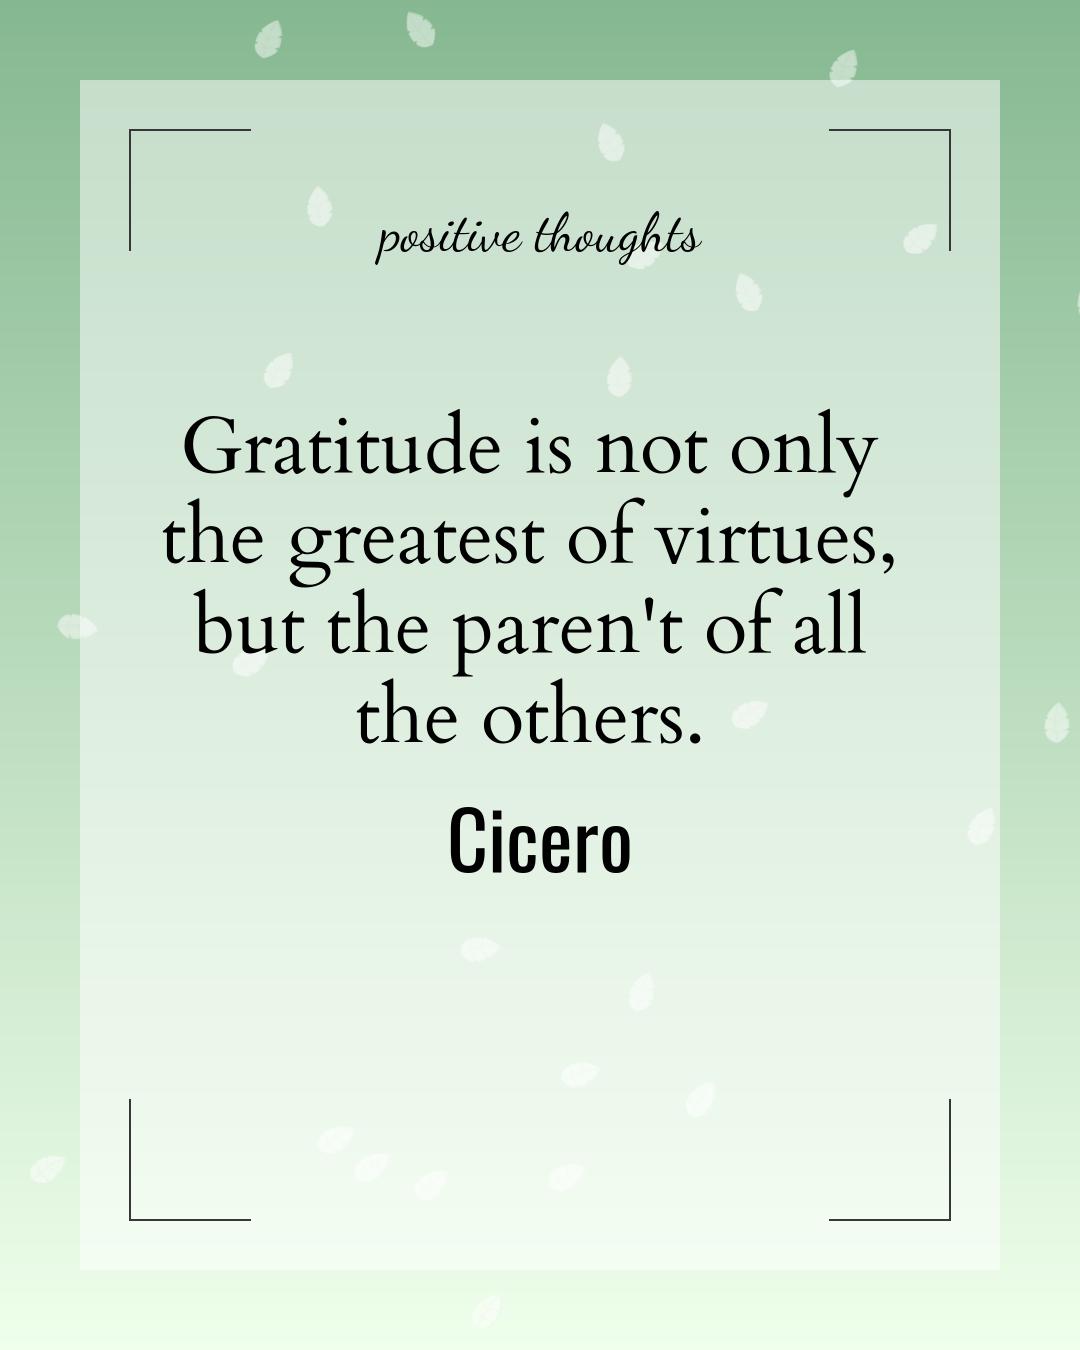 positive thoughts
Gratitude is not only
the greatest of virtues,
but the paren't of all
the others.
Cicero